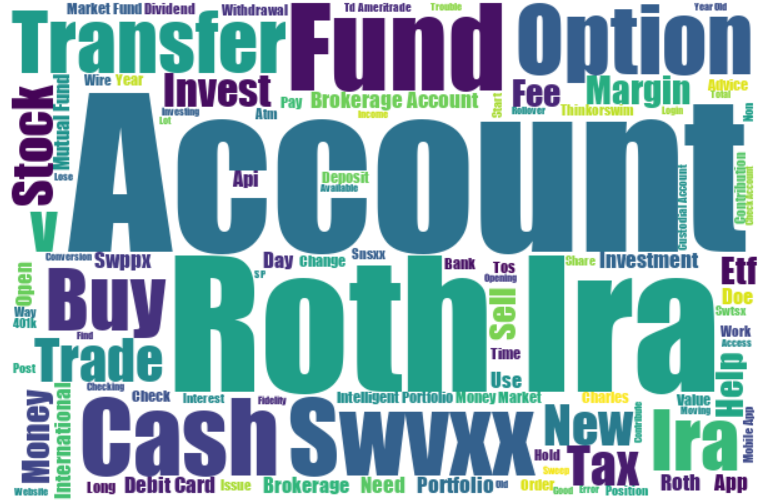 Market Fund Dividend Withdrawal Td Ameritrade Trouble Year Old
Transfer Fund Option
Wire Year Invest Fee Margin Advice
Total
Investing Atm Pay Brokerage Account Start Rollover Thinkorswim Login Non
Lot Income
Stock Mutual Fund Account
Lose Api Deposit
Available
Custodial Account Contribution Check Account
V
Conversion Swppx Day Change Snsxx Bank Tos Share Investment Etf
SP Opening
Open Buy Roth Ira Sell Doe
Way Swtsx
401k
Find Work
Trade Time Access
Post Use Help
Checking
Money International Check Interest Fidelity Intelligent Portfolio Money Market Charles Value
Moving
Cash Swvxx New Contribute Ira Mobile App
Hold Tax
Sweep
Website Long Debit Card Issue Brokerage Need Portfolio Old Order Good Error Position Roth App